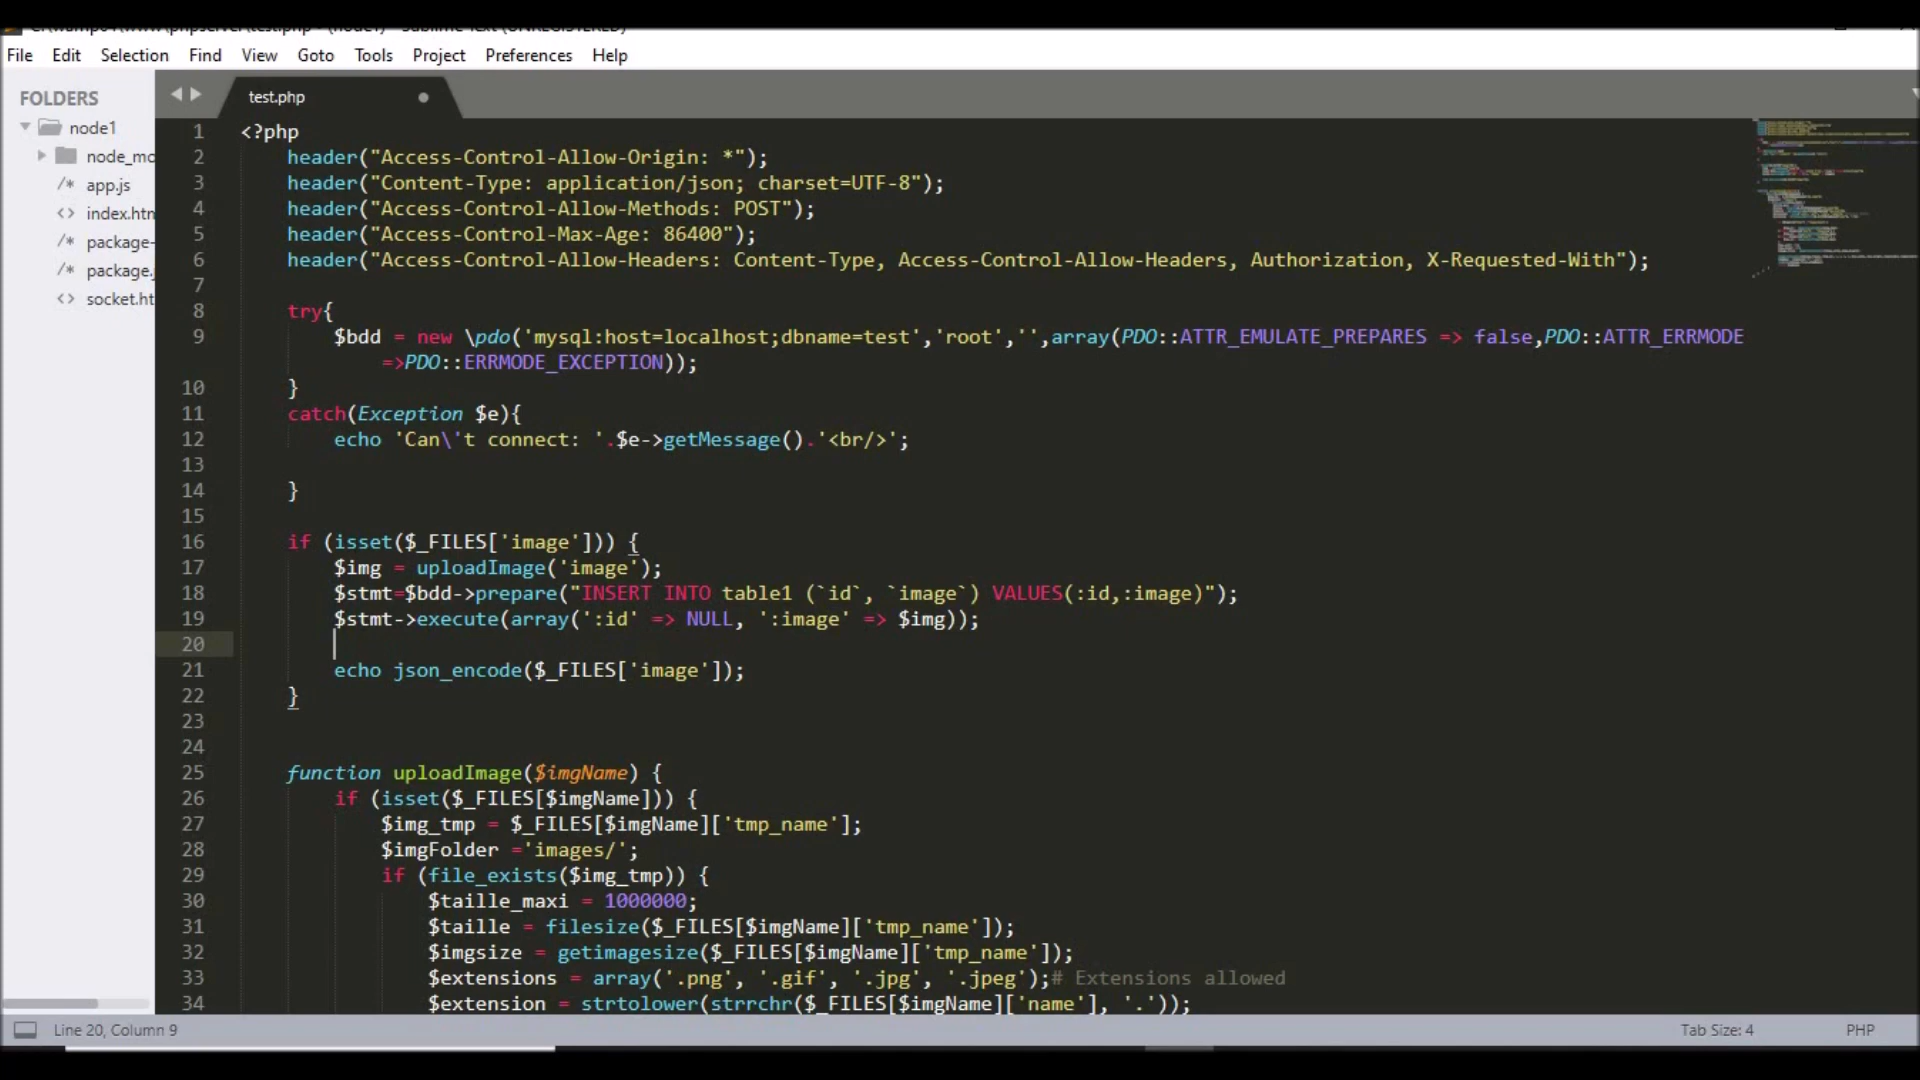 File Edit Selection Find View Goto Tools Project Preferences Help
FOLDERS
node1
node_mo
/* app.js
<> index.htm
/* package-
/* package.j
<> socket.ht
test.php
1 <?php
2 header("Access-Control-Allow-Origin: *");
3 header("Content-Type: application/json; charset=UTF-8");
4 header("Access-Control-Allow-Methods: POST");
5 header("Access-Control-Max-Age: 86400");
6 header("Access-Control-Allow-Headers: Content-Type, Access-Control-Allow-Headers, Authorization, X-Requested-With");
7
8 try{
9 $bdd = new \pdo('mysql:host=localhost;dbname=test','root','',array(PDO::ATTR_EMULATE_PREPARES => false,PDO::ATTR_ERRMODE
=>PDO::ERRMODE_EXCEPTION));
10 }
11 catch(Exception $e){
12 echo 'Can\'t connect: '.$e->getMessage().'<br/>';
13
14 }
15
16 if (isset($_FILES['image'])) {
17 $img = uploadImage('image');
18 $stmt=$bdd->prepare("INSERT INTO table1 (`id`, `image`) VALUES(:id,:image)");
19 $stmt->execute(array(':id' => NULL, ':image' => $img));
20
21 echo json_encode($_FILES['image']);
22 }
23
24
25 function uploadImage($imgName) {
26 if (isset($_FILES[$imgName])) {
27 $img_tmp = $_FILES[$imgName]['tmp_name'];
28 $imgFolder ='images/';
29 if (file_exists($img_tmp)) {
30 $taille_maxi = 1000000;
31 $taille = filesize($_FILES[$imgName]['tmp_name']);
32 $imgsize = getimagesize($_FILES[$imgName]['tmp_name']);
33 $extensions = array('.png', '.gif', '.jpg', '.jpeg');# Extensions allowed
34 $extension = strtolower(strrchr($_FILES[$imgName]['name'], '.'));
Line 20, Column 9
Tab Size: 4
PHP